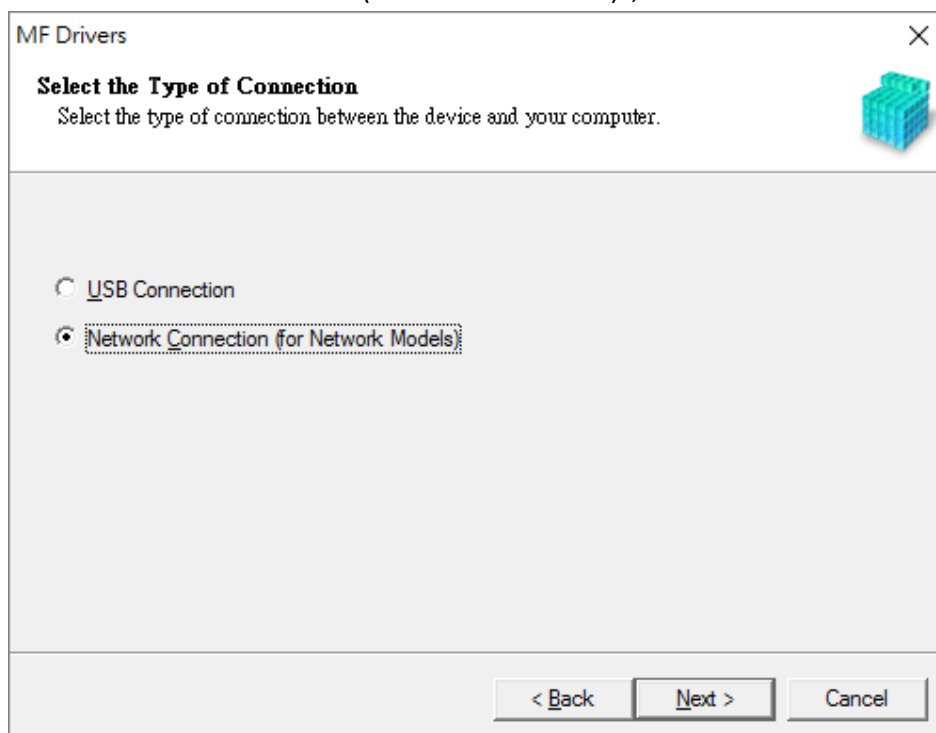 MF Drivers
Select the Type of Connection
Select the type of connection between the device and your computer.
USB Connection
Network Connection (for Network Models)
< Back Next > Cancel